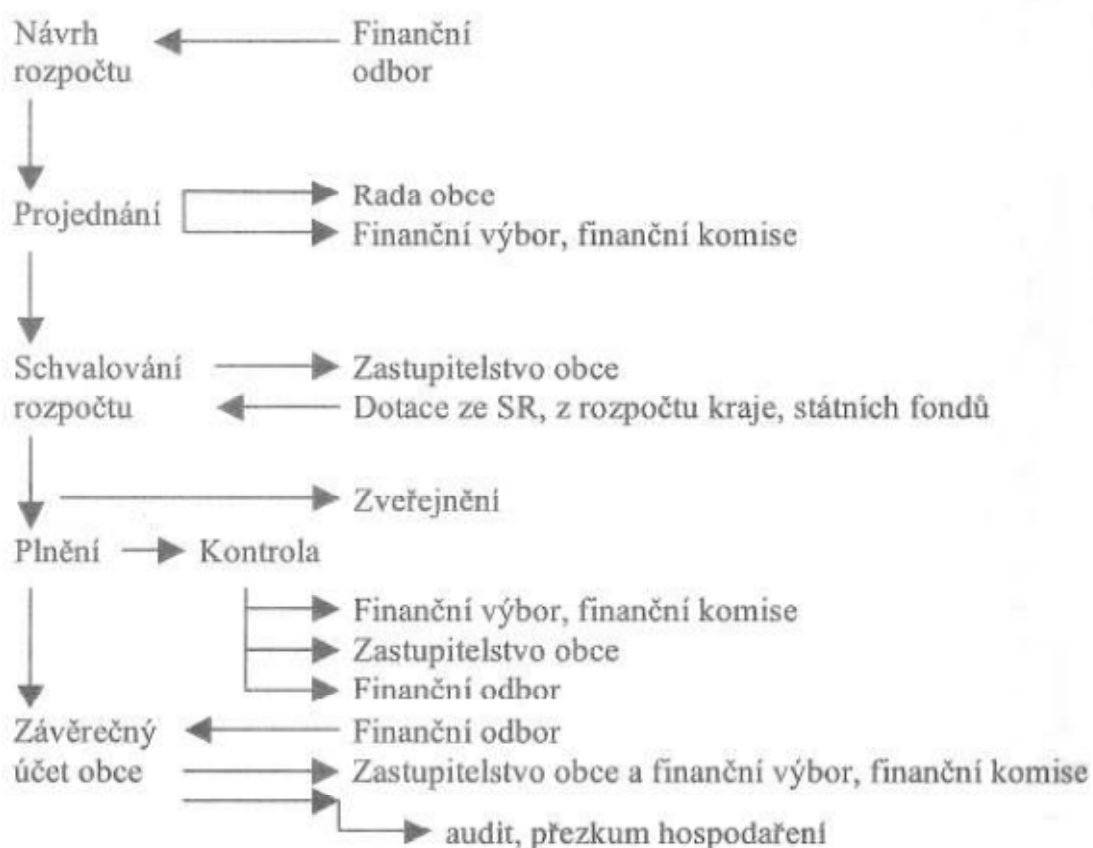 Návrh Finanční
rozpočtu odbor
Projednání
Rada obce
Finanční výbor, finanční komise
Schvalování Zastupitelstvo obce
rozpočtu Dotace ze SR, z rozpočtu kraje, státních fondů
Zveřejnění
Plnění Kontrola
Finanční výbor, finanční komise
Zastupitelstvo obce
Finanční odbor
Závěrečný Finanční odbor
účet obce Zastupitelstvo obce a finanční výbor, finanční komise
audit, přezkum hospodaření